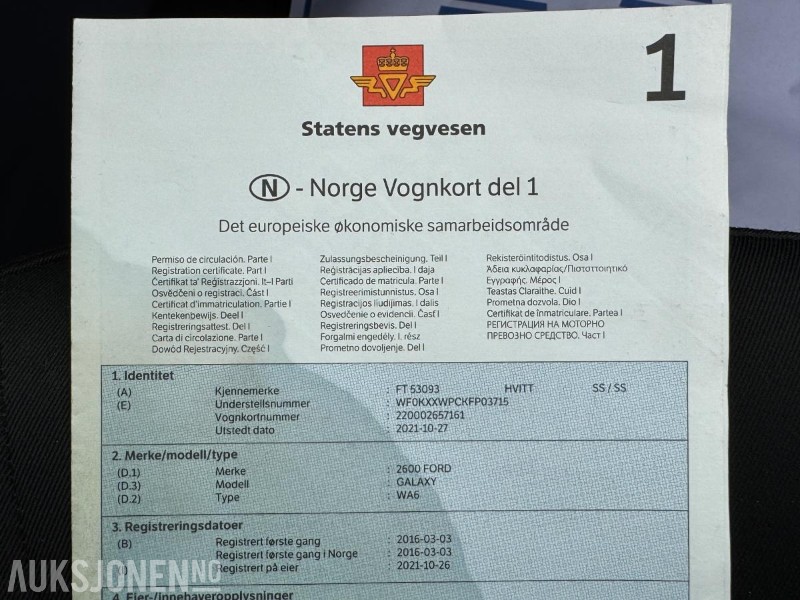 1
Statens vegvesen
N - Norge Vognkort del 1
Det europeiske økonomiske samarbeidsområde
Permiso de circulación. Parte I
Registration certificate. Part I
Ċertifikat ta' Reġistrazzjoni. It-I Parti
Osvědčení o registraci. Část I
Certificat d'immatriculation. Partie I
Kentekenbewijs. Deel I
Registreringsattest. Del I
Carta di circolazione. Parte I
Dowód Rejestracyjny. Część I
Zulassungsbescheinigung. Teil I
Reģistrācijas apliecība. I daļa
Certificado de matrícula. Parte I
Registreerimistunnistus. Osa I
Registracijos liudijimas. I dalis
Osvedčenie o evidencii. Časť I
Registreringsbevis. Del I
Forgalmi engedély. I. rész
Prometno dovoljenje. Del I
Rekisteröintitodistus. Osa I
Άδεια κυκλοφορίας/Πιστοποιητικό
Εγγραφής. Μέρος I
Teastas Claraithe. Cuid I
Prometna dozvola. Dio I
Certificat de înmatriculare. Partea I
РЕГИСТРАЦИЯ НА МОТОРНО
ПРЕВОЗНО СРЕДСТВО. Част I
1. Identitet
(A) Kjennemerke : FT 53093 HVITT SS / SS
(E) Understellsnummer : WF0KXXWPCKFP03715
Vognkortnummer : 220002657161
Utstedt dato : 2021-10-27
2. Merke/modell/type
(D.1) Merke : 2600 FORD
(D.3) Modell : GALAXY
(D.2) Type : WA6
3. Registreringsdatoer
(B) Registrert første gang : 2016-03-03
Registrert første gang i Norge : 2016-03-03
Registrert på eier : 2021-10-26
4. Eier-/innehaveropplysninger
AUKSJONEN NO